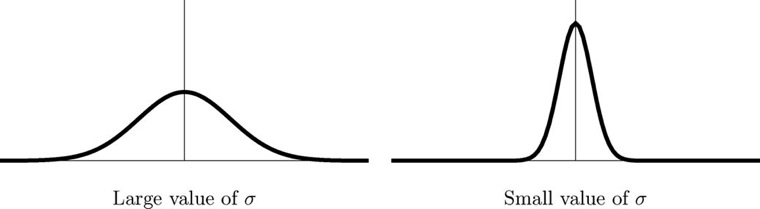 Large value of σ
Small value of σ